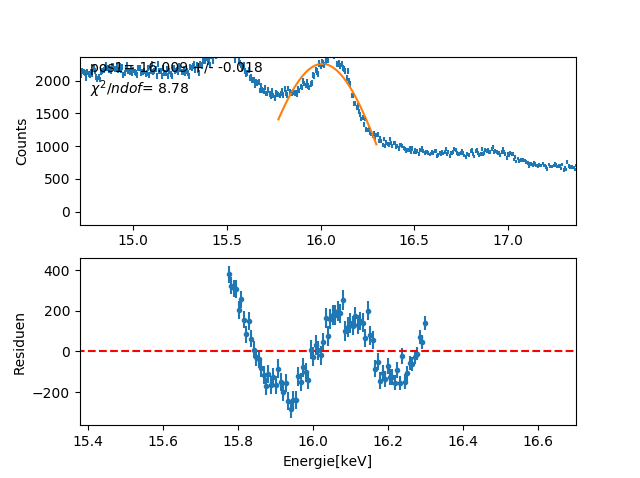 2000
1500
1000
500
0
Counts
pos1= 16.009 +/- -0.018
χ²/ndof= 8.78
15.0 15.5 16.0 16.5 17.0
400
200
0
−200
Residuen
15.4 15.6 15.8 16.0 16.2 16.4 16.6
Energie[keV]